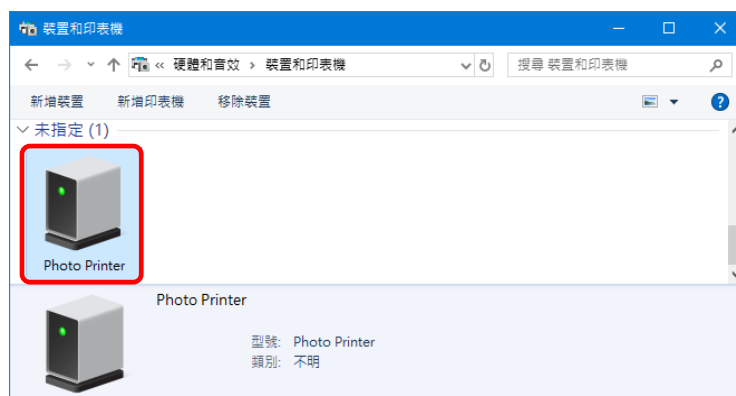 裝置和印表機
« 硬體和音效 › 裝置和印表機
搜尋 裝置和印表機
新增裝置 新增印表機 移除裝置
未指定 (1)
Photo Printer
Photo Printer
型號: Photo Printer
類別: 不明